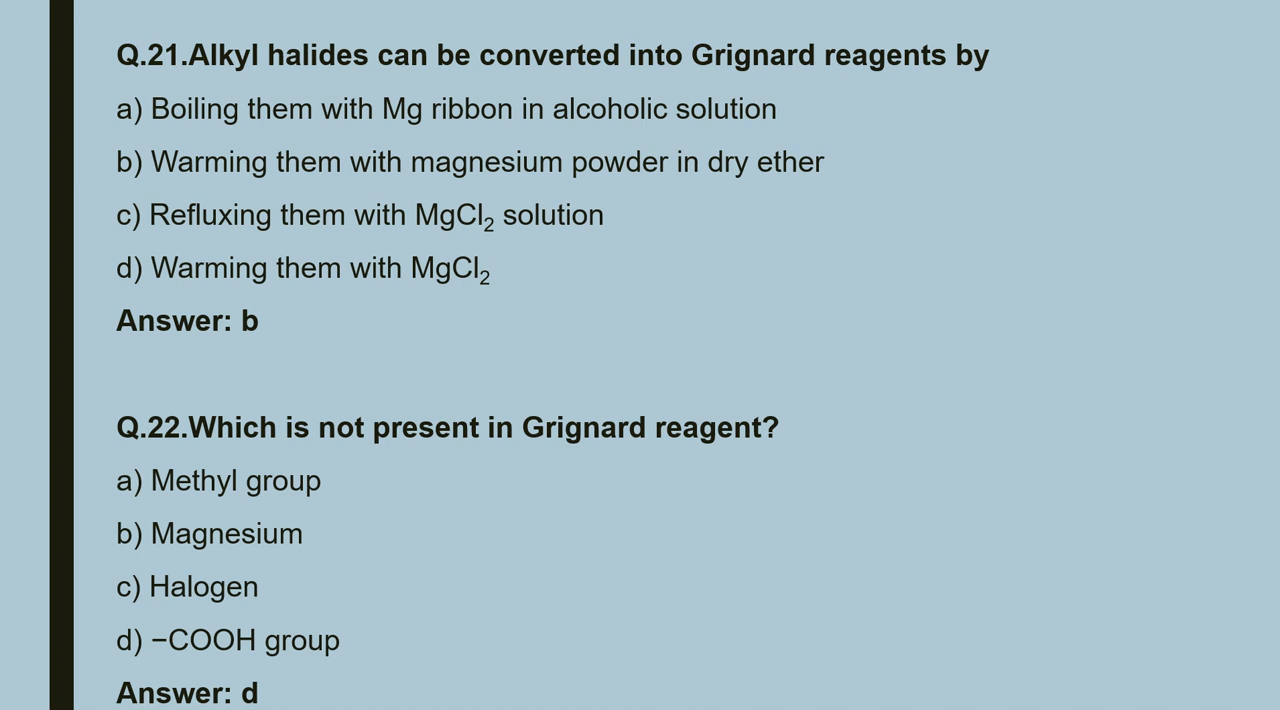 Q.21.Alkyl halides can be converted into Grignard reagents by
a) Boiling them with Mg ribbon in alcoholic solution
b) Warming them with magnesium powder in dry ether
c) Refluxing them with MgCl₂ solution
d) Warming them with MgCl₂
Answer: b
Q.22.Which is not present in Grignard reagent?
a) Methyl group
b) Magnesium
c) Halogen
d) −COOH group
Answer: d